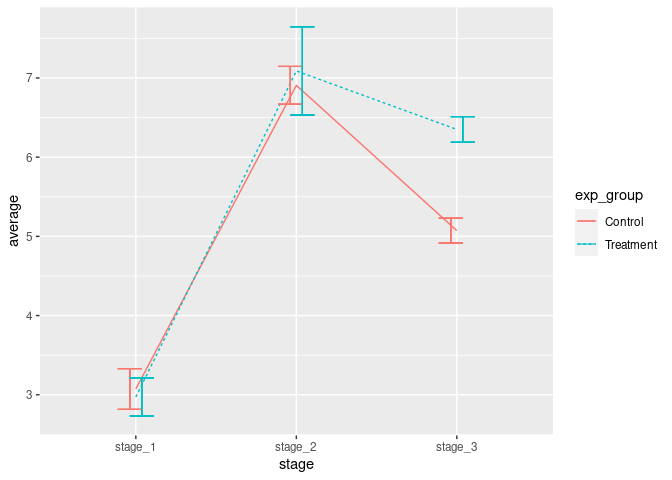 7
6
5
4
3
average
stage_1
stage_2
stage_3
stage
exp_group
Control
Treatment